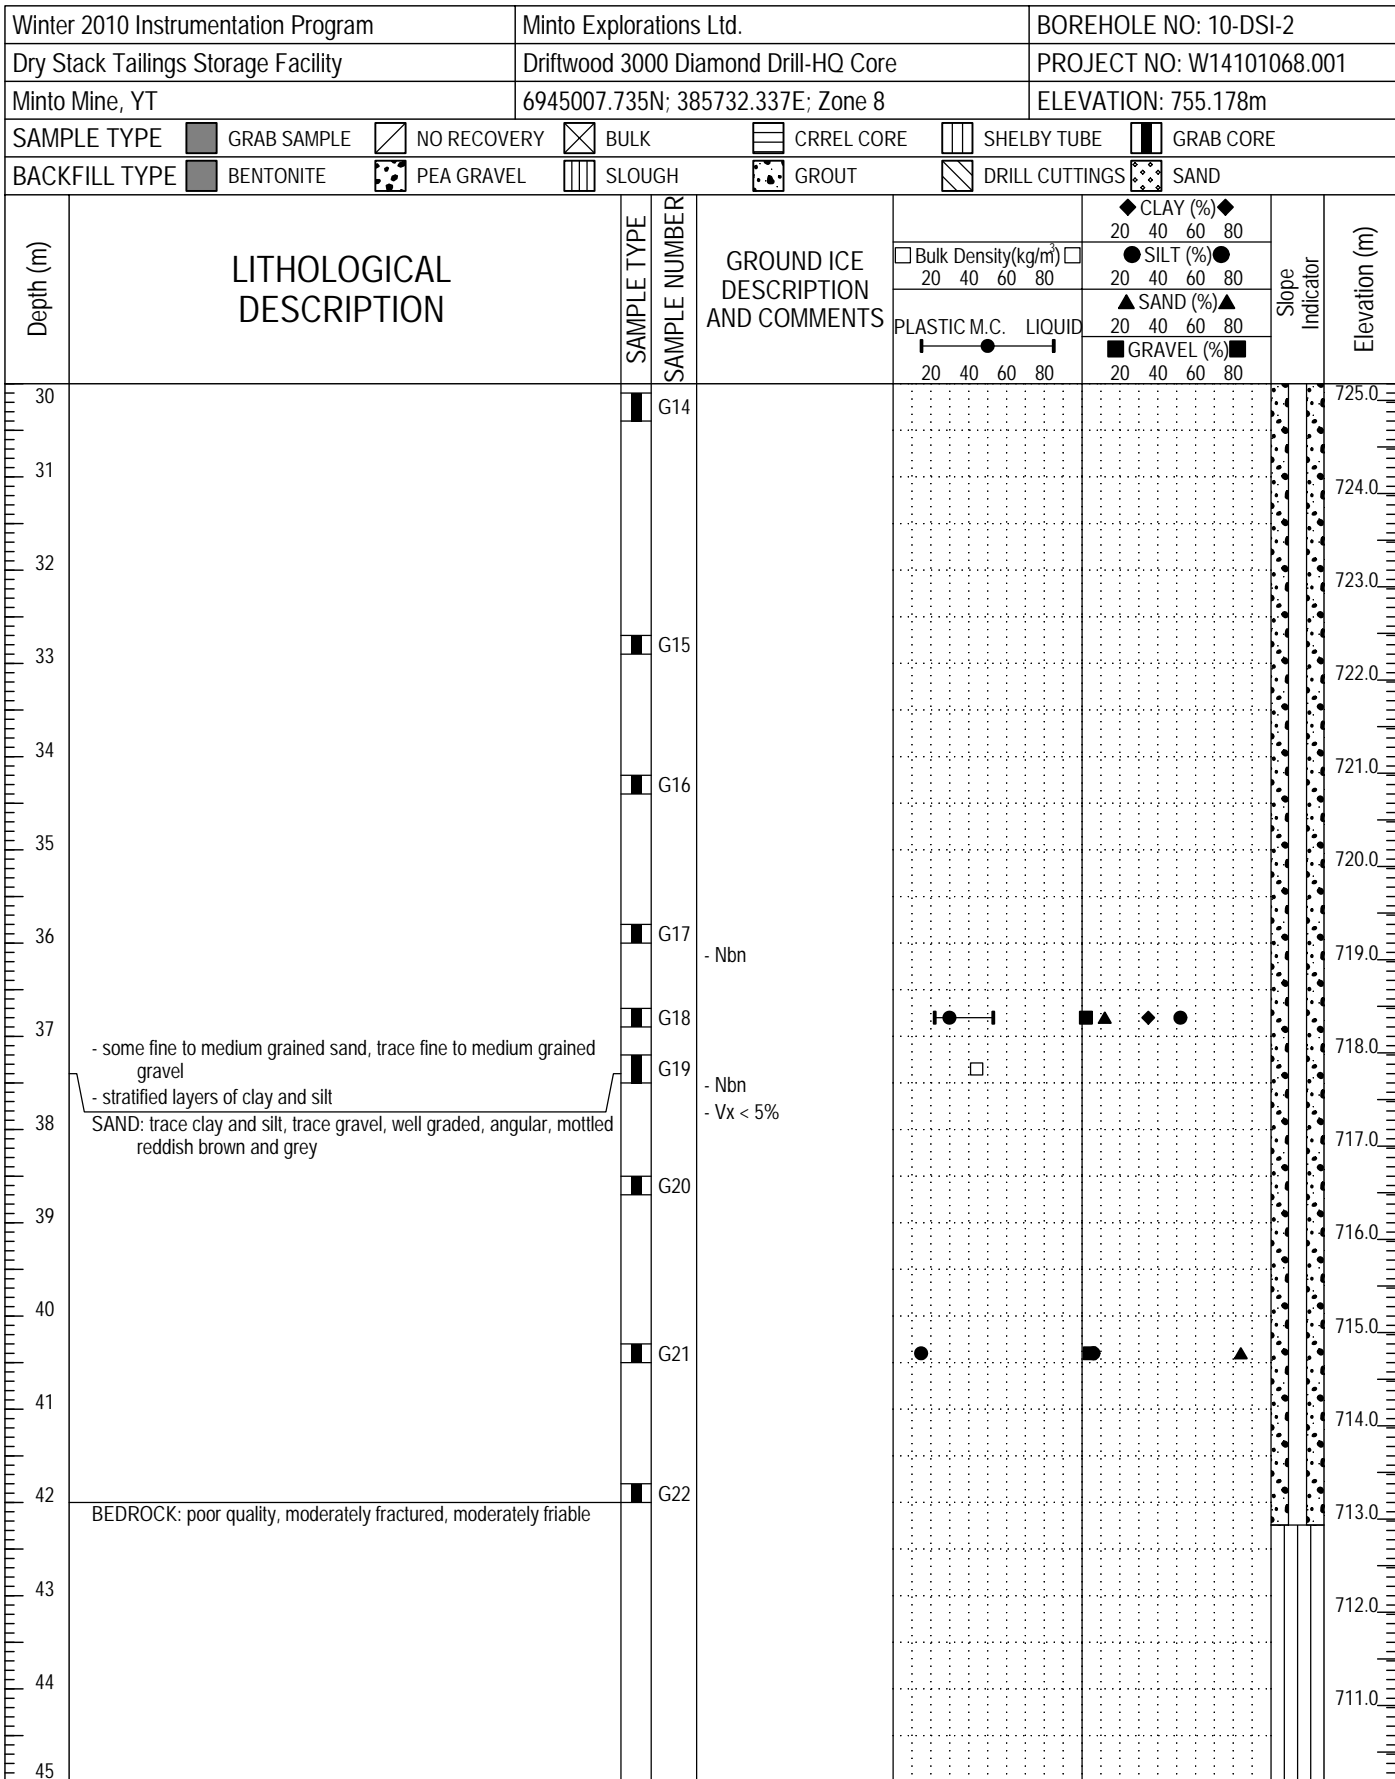 Winter 2010 Instrumentation Program
Minto Explorations Ltd.
BOREHOLE NO: 10-DSI-2
Dry Stack Tailings Storage Facility
Driftwood 3000 Diamond Drill-HQ Core
PROJECT NO: W14101068.001
Minto Mine, YT
6945007.735N; 385732.337E; Zone 8
ELEVATION: 755.178m
SAMPLE TYPE GRAB SAMPLE NO RECOVERY BULK CRREL CORE SHELBY TUBE GRAB CORE
BACKFILL TYPE BENTONITE PEA GRAVEL SLOUGH GROUT DRILL CUTTINGS SAND
Depth (m)
LITHOLOGICAL
DESCRIPTION
SAMPLE TYPE
SAMPLE NUMBER
GROUND ICE
DESCRIPTION
AND COMMENTS
Bulk Density(kg/m³)
20 40 60 80
PLASTIC M.C. LIQUID
20 40 60 80
CLAY (%)
20 40 60 80
SILT (%)
20 40 60 80
SAND (%)
20 40 60 80
GRAVEL (%)
20 40 60 80
Slope
Indicator
Elevation (m)
30
G14
725.0
31
724.0
32
723.0
G15
33
722.0
34
721.0
G16
35
720.0
G17
36
- Nbn
719.0
G18
37
- some fine to medium grained sand, trace fine to medium grained
gravel
718.0
G19
- stratified layers of clay and silt
- Nbn
- Vx < 5%
38
SAND: trace clay and silt, trace gravel, well graded, angular, mottled
reddish brown and grey
717.0
G20
39
716.0
40
715.0
G21
41
714.0
G22
42
BEDROCK: poor quality, moderately fractured, moderately friable
713.0
43
712.0
44
711.0
45